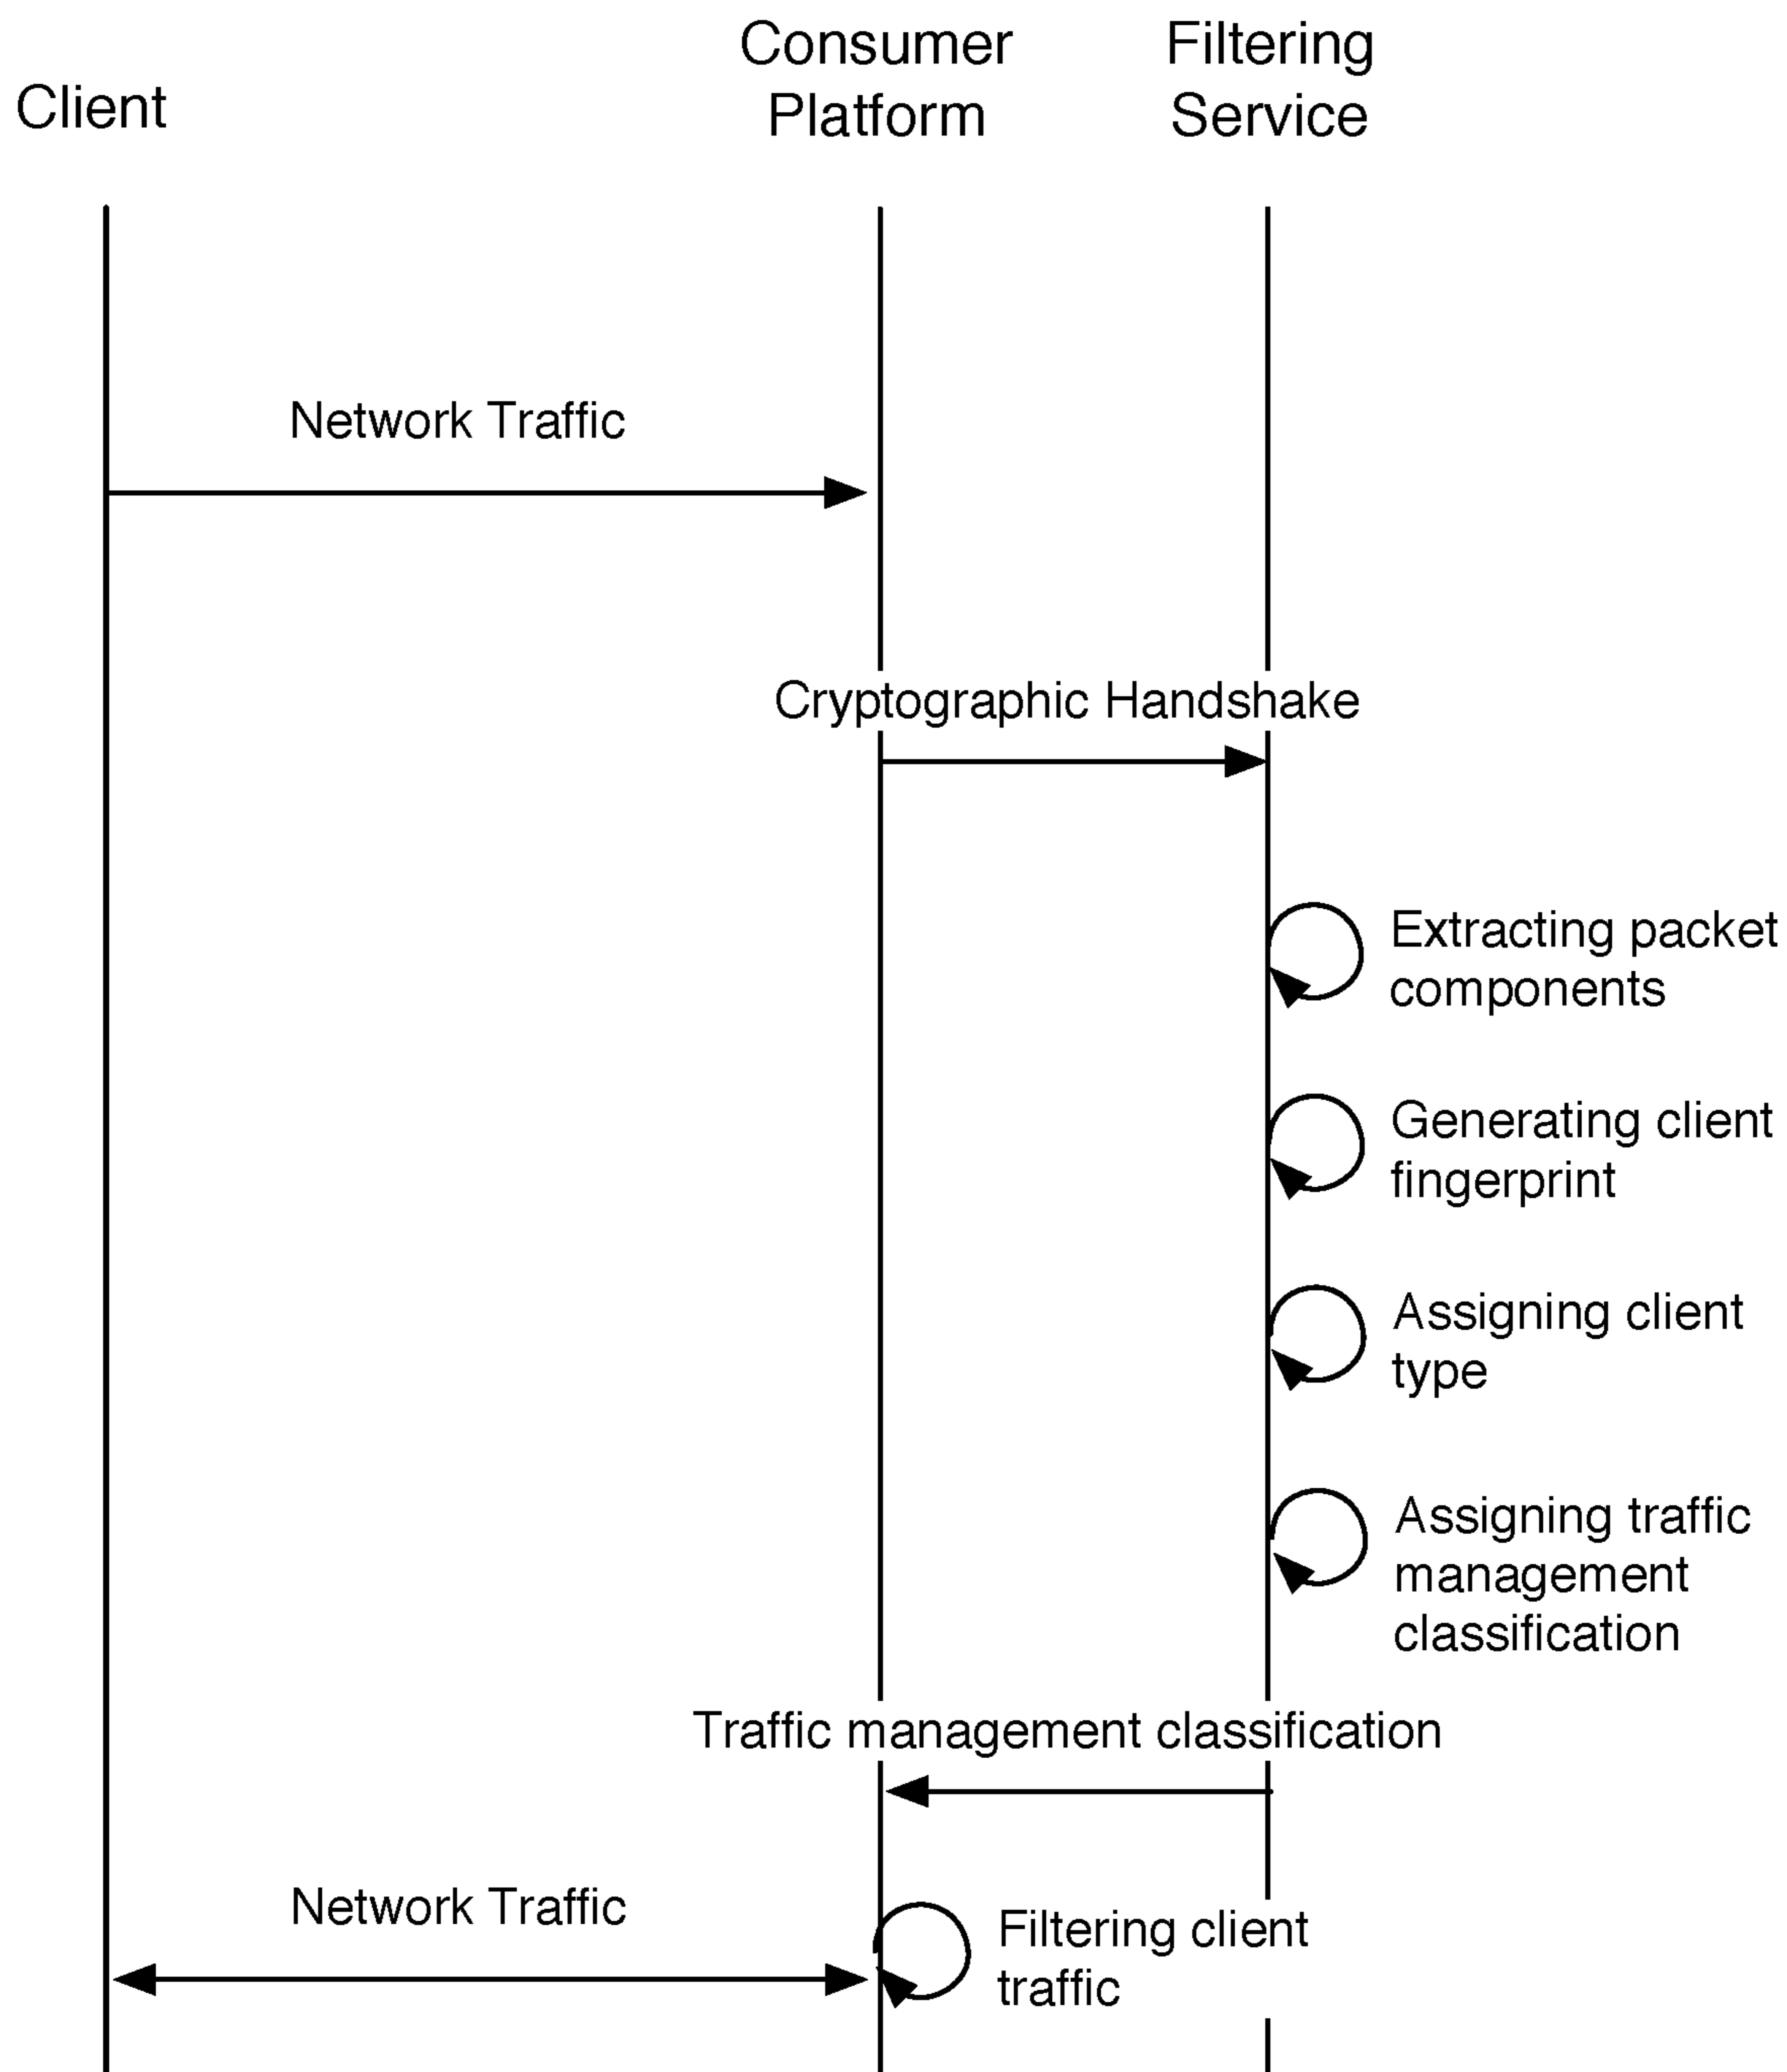 Client
Consumer
Platform
Filtering
Service
Network Traffic
Cryptographic Handshake
Extracting packet
components
Generating client
fingerprint
Assigning client
type
Assigning traffic
management
classification
Traffic management classification
Network Traffic
Filtering client
traffic